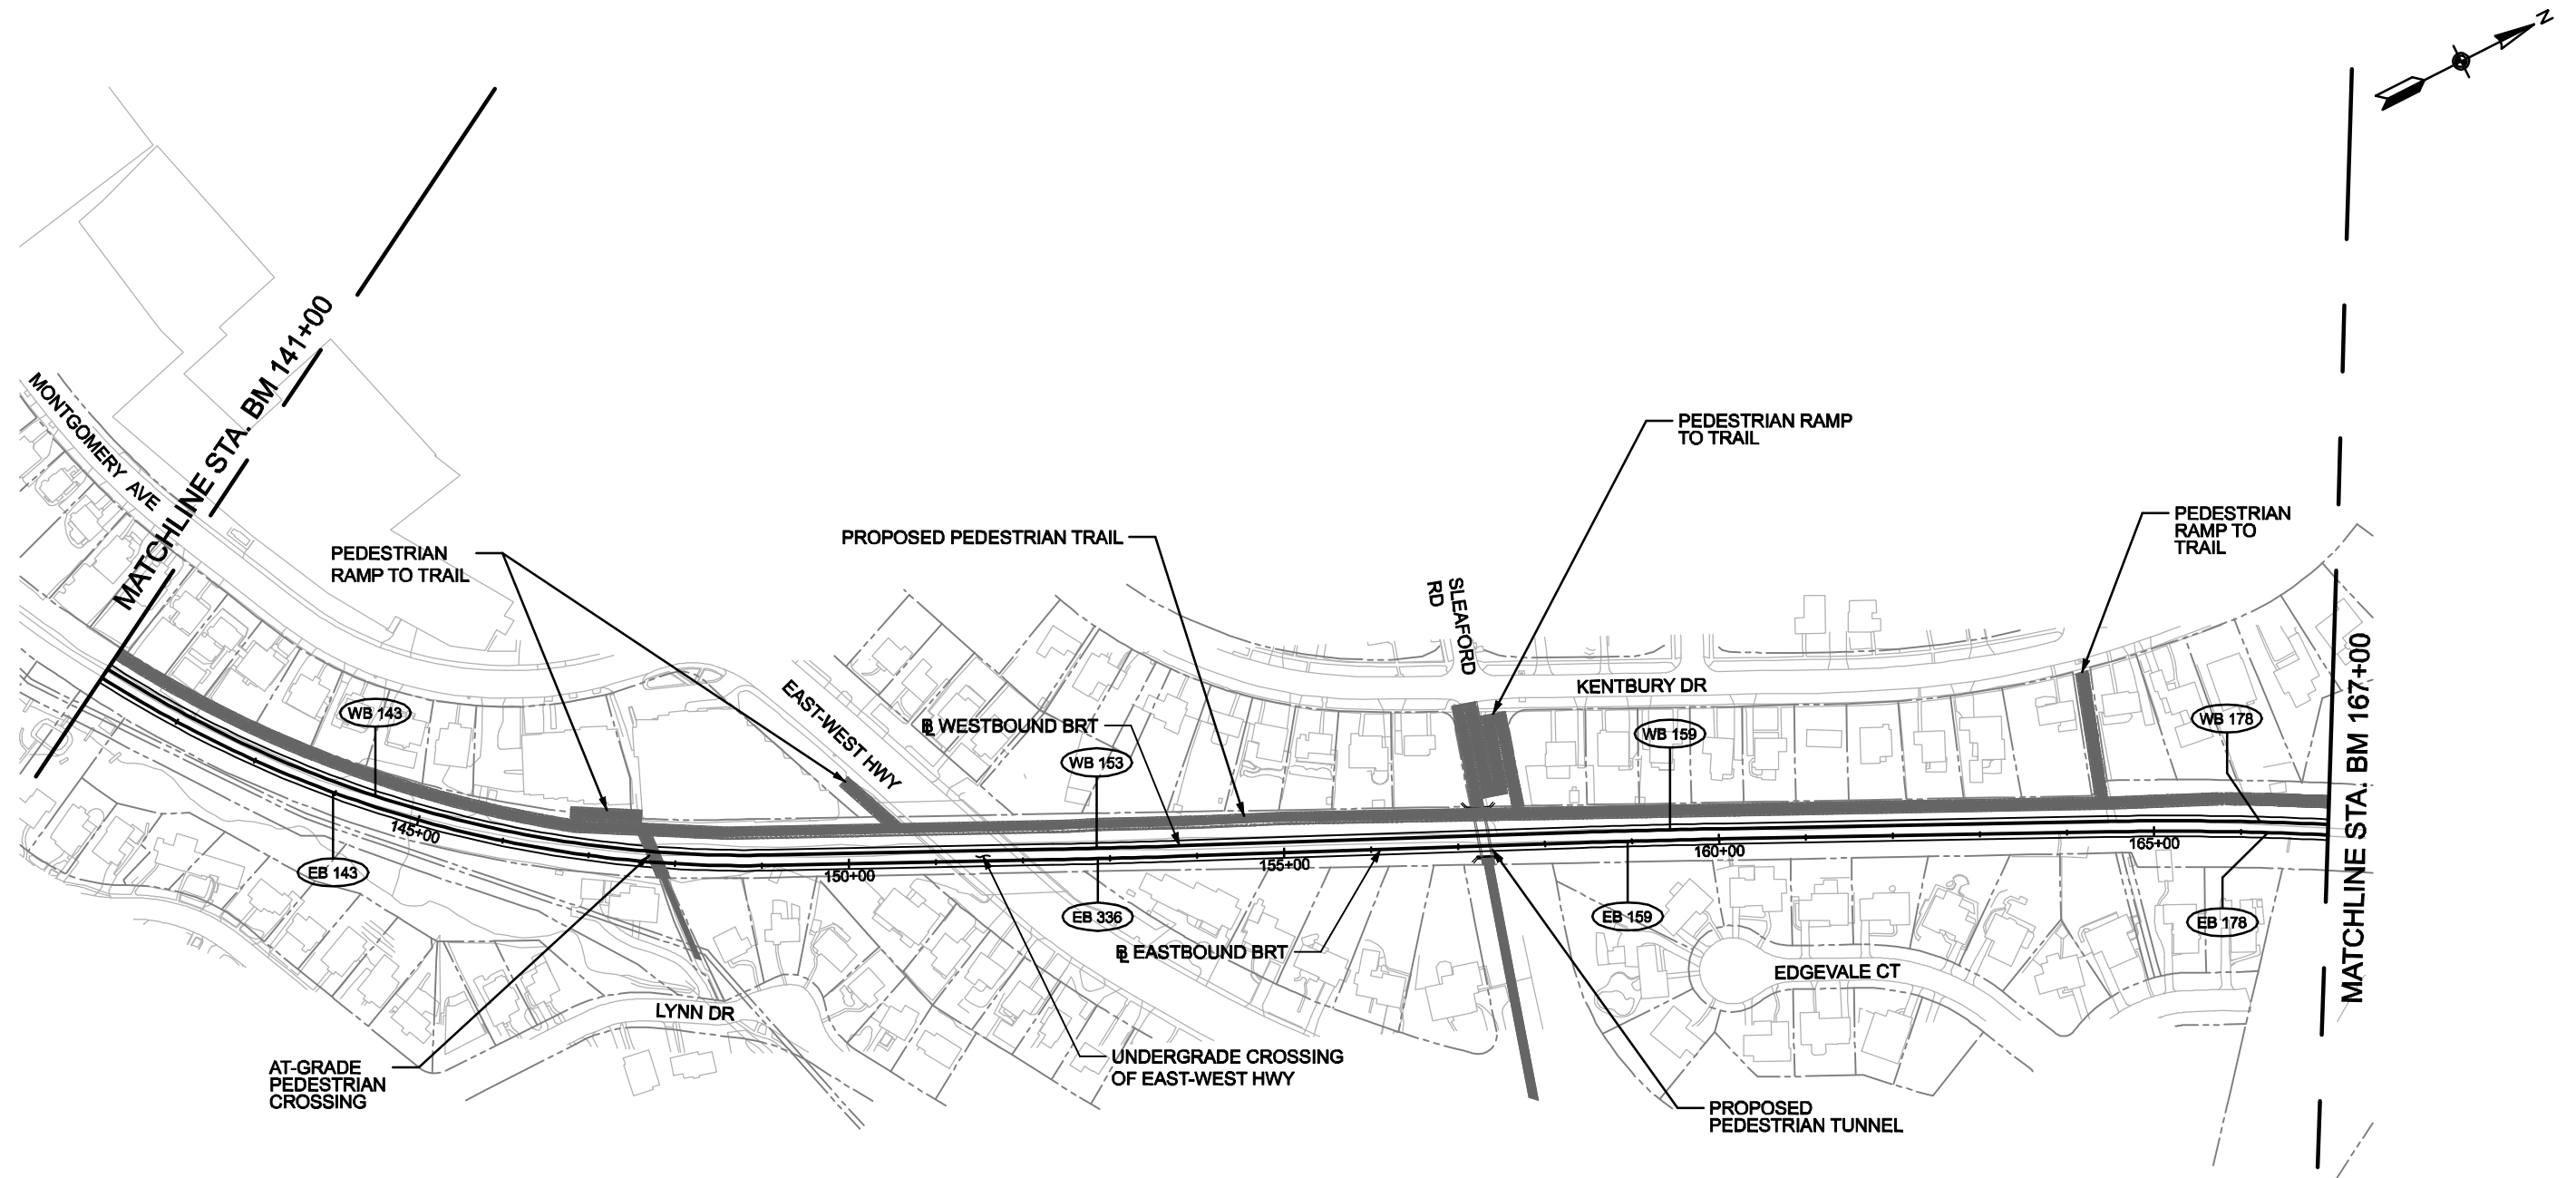 N
MATCHLINE STA. BM 141+00
MONTGOMERY AVE
PEDESTRIAN
RAMP TO TRAIL
PROPOSED PEDESTRIAN TRAIL
PEDESTRIAN RAMP
TO TRAIL
PEDESTRIAN
RAMP TO
TRAIL
SLEAFORD
RD
KENTBURY DR
EAST-WEST HWY
BL WESTBOUND BRT
WB 143
WB 153
WB 159
WB 178
145+00
150+00
155+00
160+00
165+00
EB 143
EB 336
EB 159
EB 178
BL EASTBOUND BRT
EDGEVALE CT
LYNN DR
AT-GRADE
PEDESTRIAN
CROSSING
UNDERGRADE CROSSING
OF EAST-WEST HWY
PROPOSED
PEDESTRIAN TUNNEL
MATCHLINE STA. BM 167+00